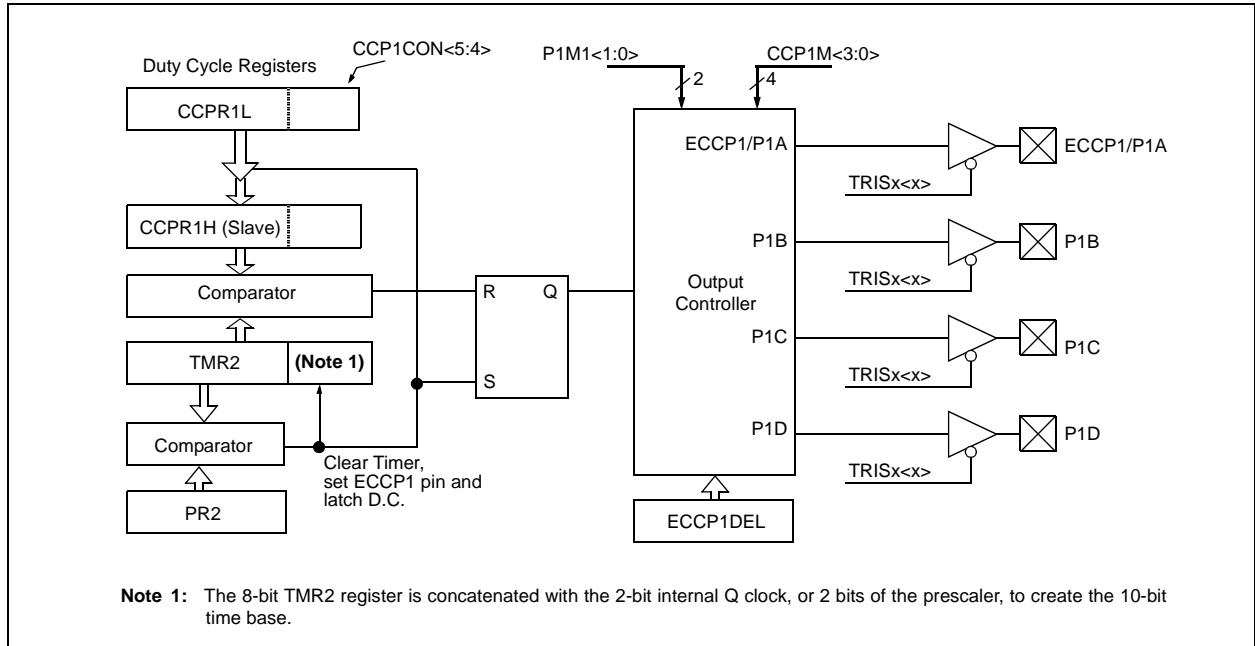 CCP1CON<5:4>
Duty Cycle Registers
CCPR1L
CCPR1H (Slave)
Comparator
TMR2
(Note 1)
Comparator
PR2
Clear Timer,
set ECCP1 pin and
latch D.C.
R
Q
S
P1M1<1:0>
2
CCP1M<3:0>
4
Output
Controller
ECCP1/P1A
P1B
P1C
P1D
ECCP1DEL
TRISx<x>
ECCP1/P1A
TRISx<x>
P1B
TRISx<x>
P1C
TRISx<x>
P1D
Note 1: The 8-bit TMR2 register is concatenated with the 2-bit internal Q clock, or 2 bits of the prescaler, to create the 10-bit
time base.